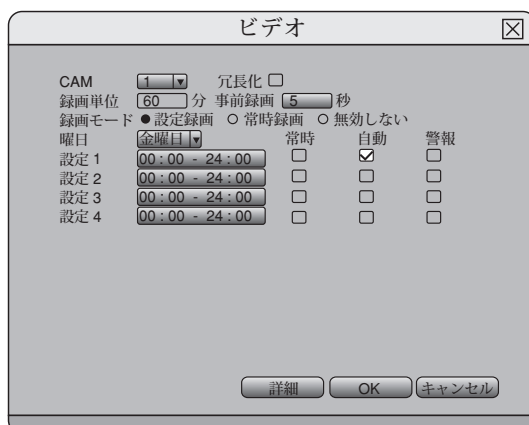 ビデオ
CAM 1 冗長化
録画単位 60 分 事前録画 5 秒
録画モード 設定録画 常時録画 無効しない
曜日 金曜日 常時 自動 警報
設定 1 00 : 00 - 24 : 00
設定 2 00 : 00 - 24 : 00
設定 3 00 : 00 - 24 : 00
設定 4 00 : 00 - 24 : 00
詳細 OK キャンセル